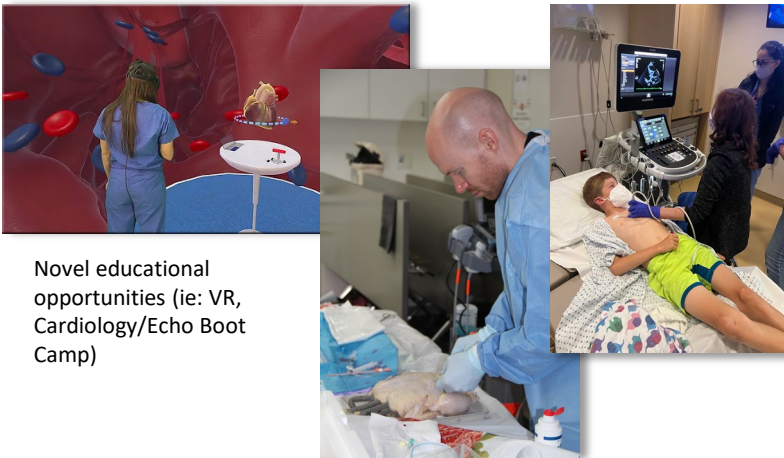 Novel educational
opportunities (ie: VR,
Cardiology/Echo Boot
Camp)